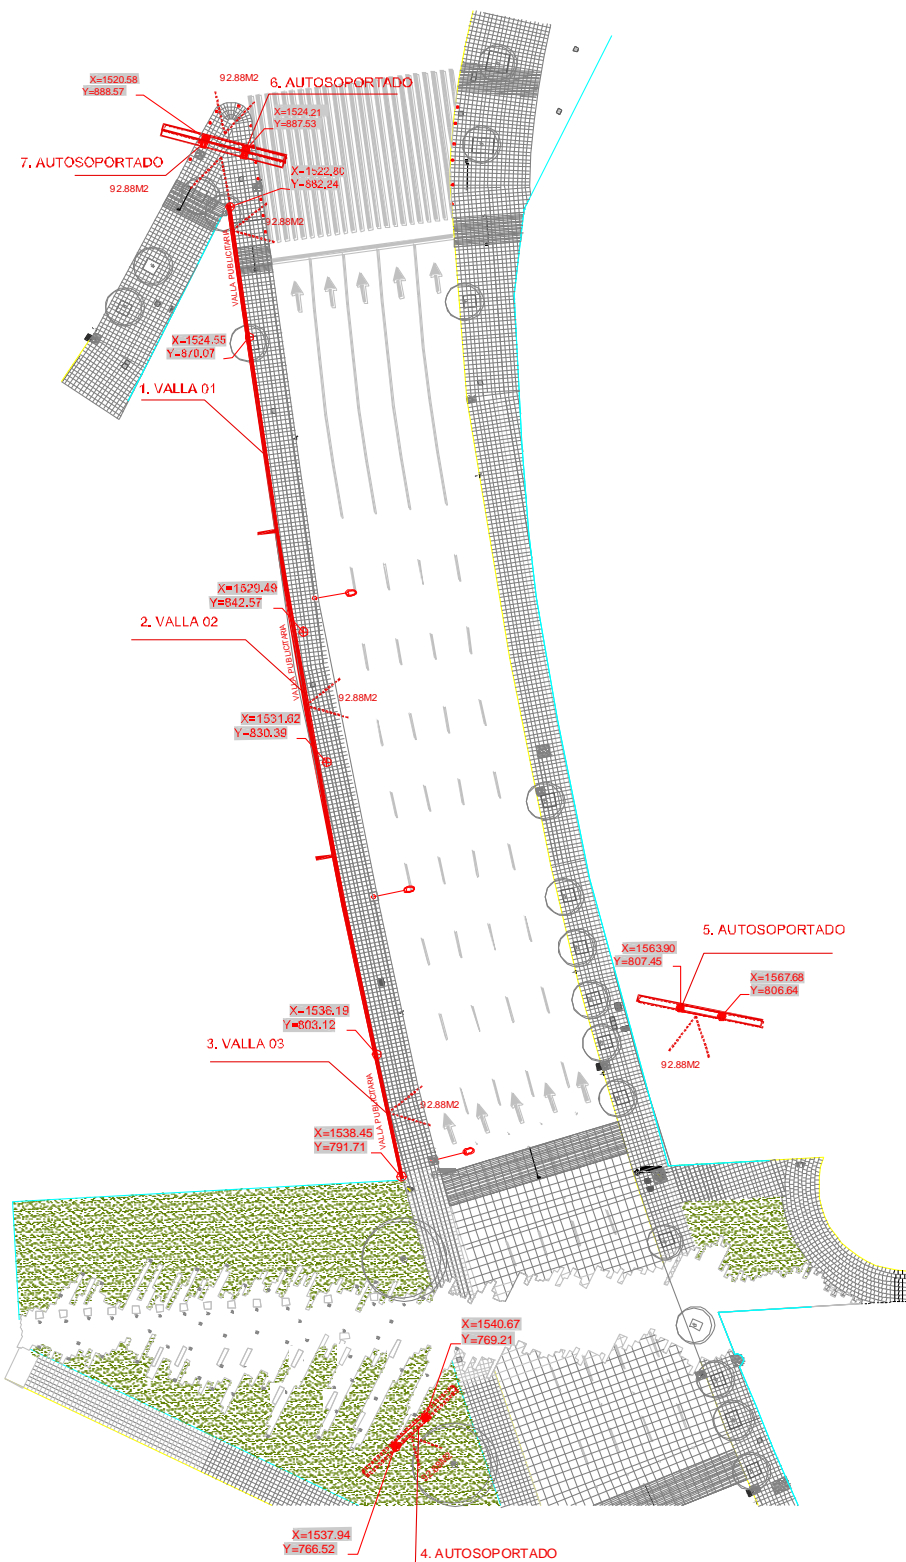 X=1520.58
Y=888.57
92.88M2
6. AUTOSOPORTADO
X=1524.21
Y=887.53
7. AUTOSOPORTADO
92.88M2
X=1522.80
Y=882.24
92.88M2
VALLA PUBLICITARIA
X=1524.55
Y=870.07
1. VALLA 01
X=1529.49
Y=842.57
2. VALLA 02
VALLA PUBLICITARIA
92.88M2
X=1531.62
Y=830.39
5. AUTOSOPORTADO
X=1563.90
Y=807.45
X=1567.68
Y=806.64
92.88M2
X=1536.19
Y=803.12
3. VALLA 03
92.88M2
VALLA PUBLICITARIA
X=1538.45
Y=791.71
X=1540.67
Y=769.21
92.88M2
X=1537.94
Y=766.52
4. AUTOSOPORTADO